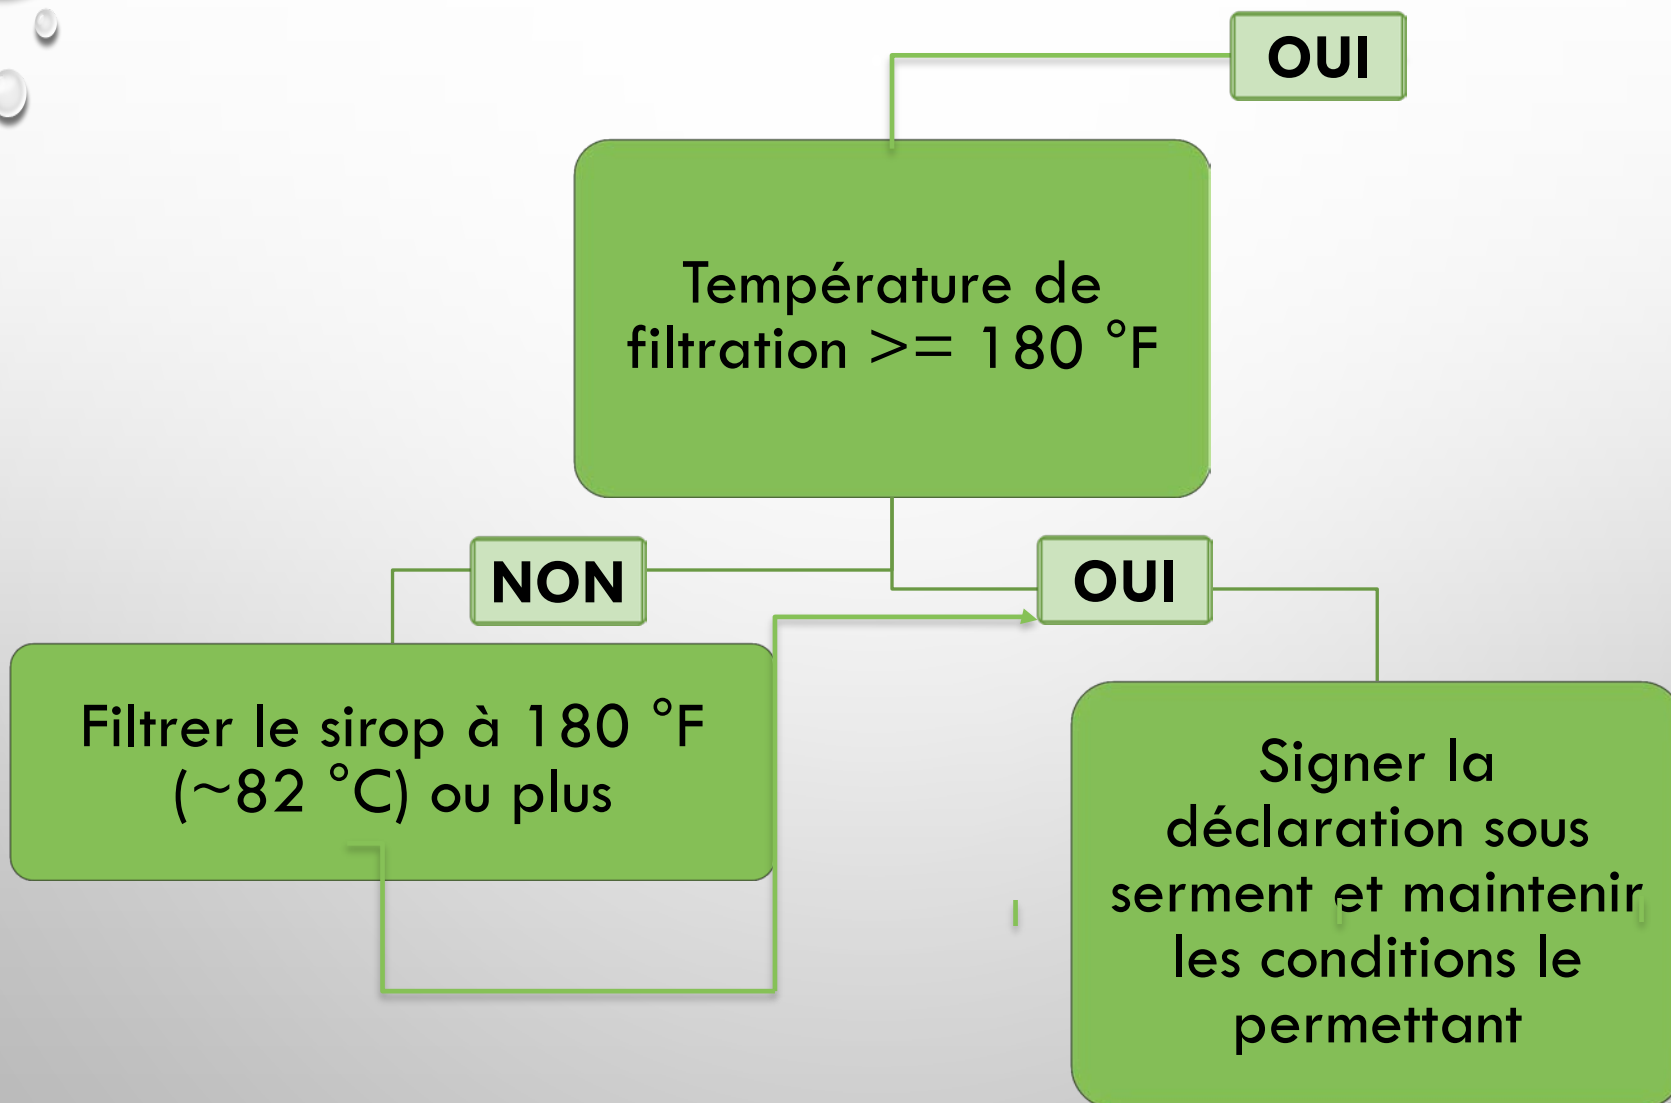 OUI
Température de
filtration >= 180 °F
NON
OUI
Filtrer le sirop à 180 °F
(~82 °C) ou plus
Signer la
déclaration sous
serment et maintenir
les conditions le
permettant